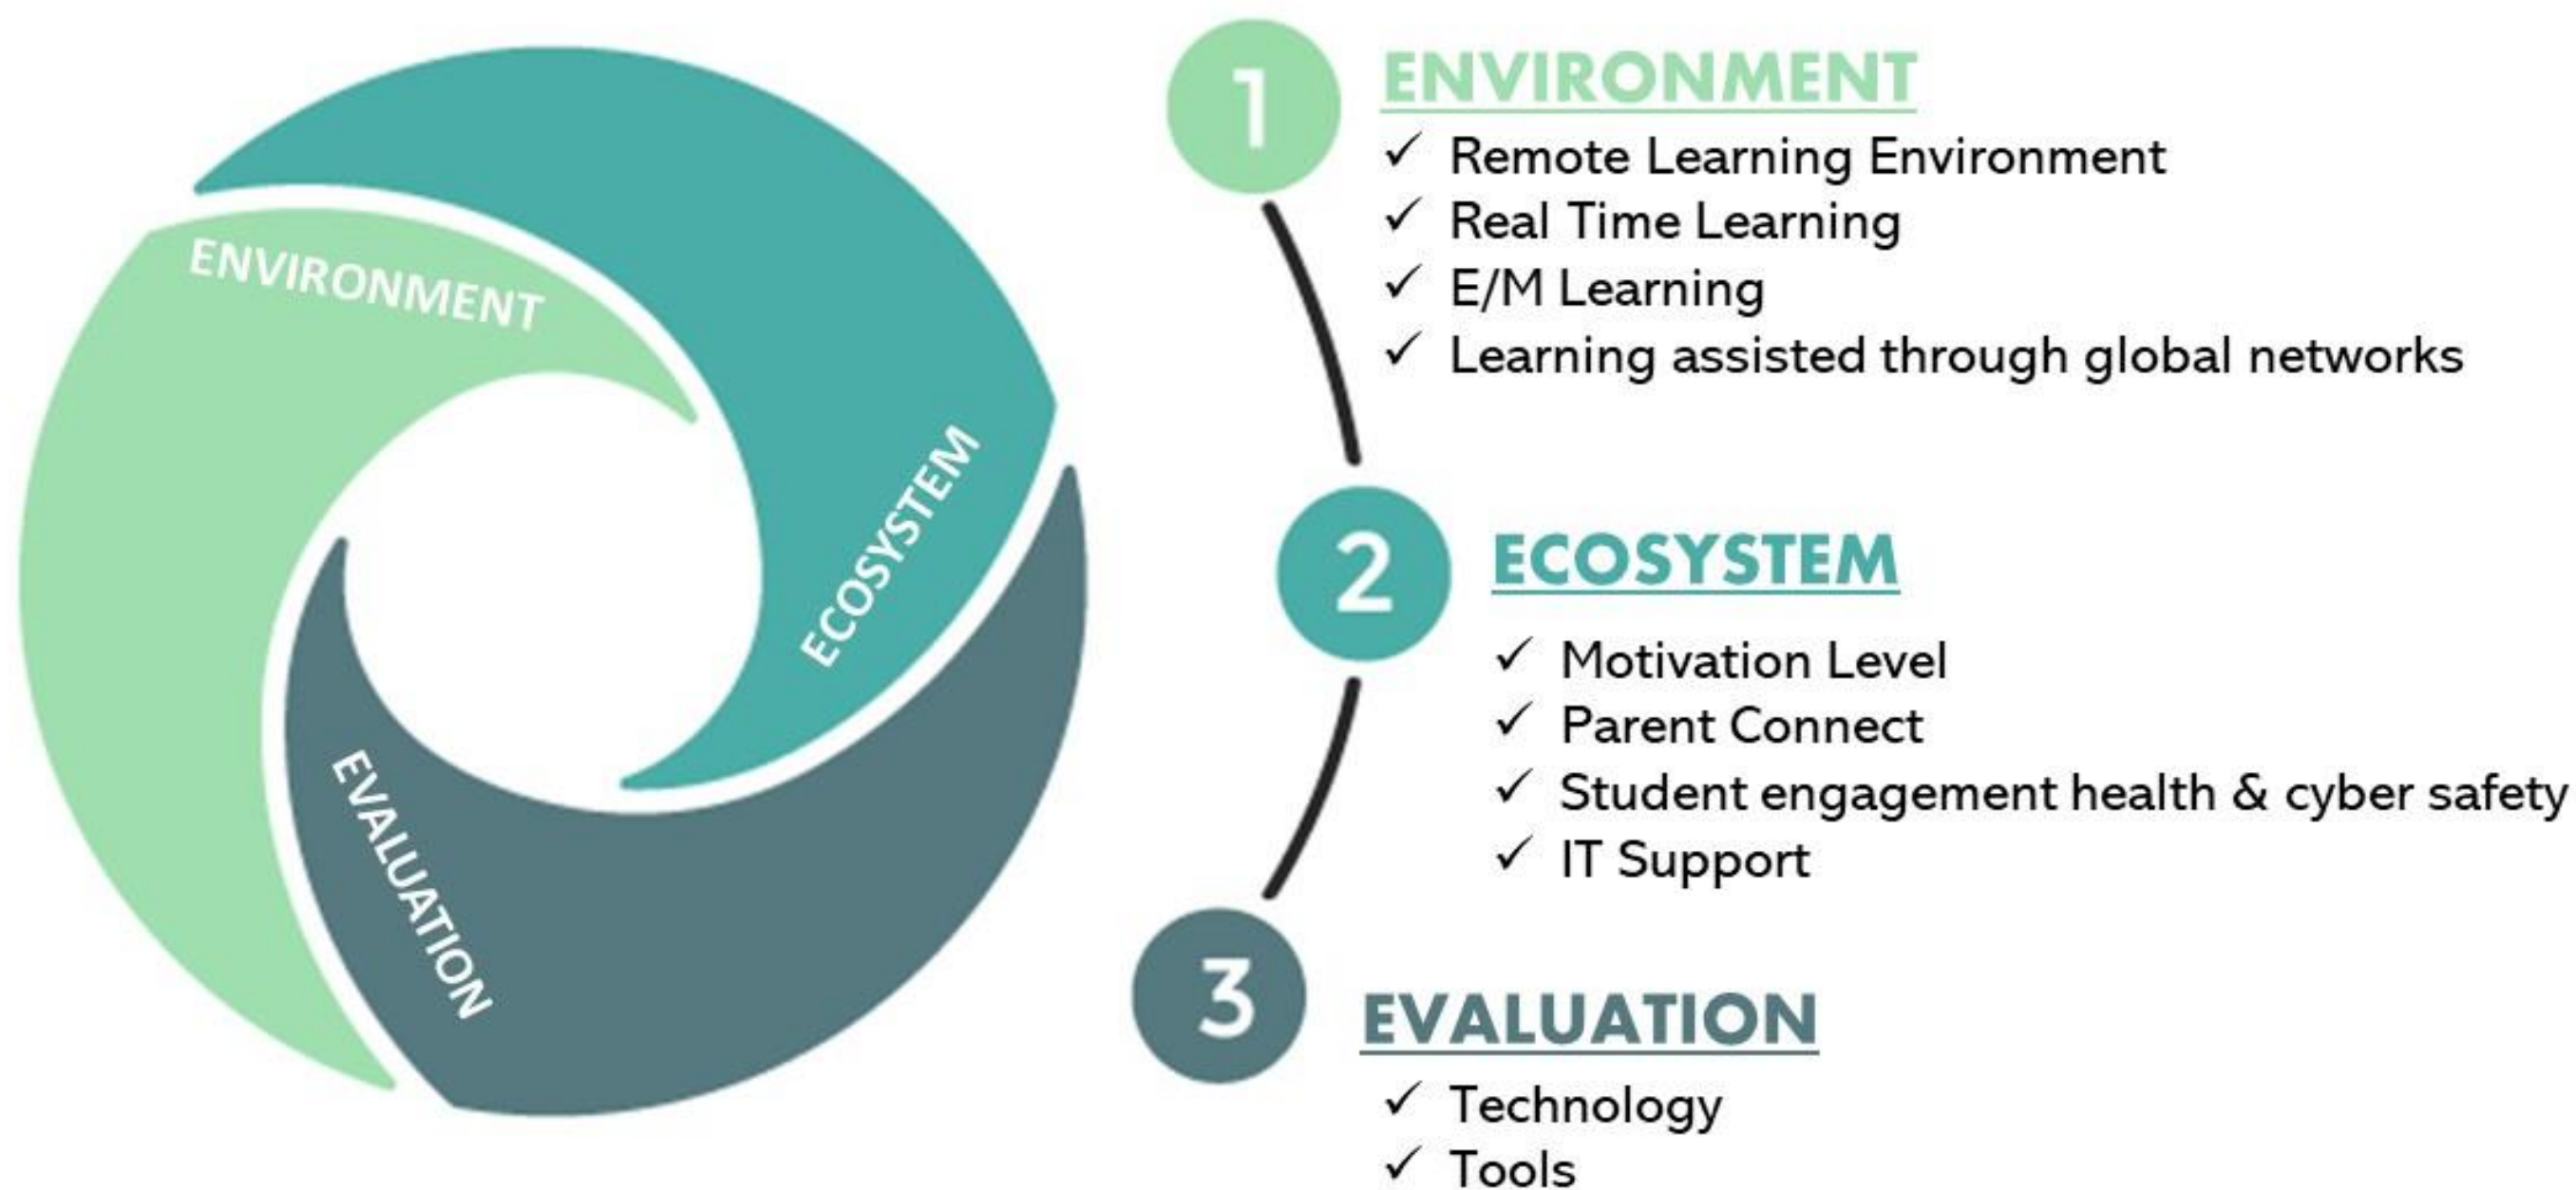 ENVIRONMENT
ECOSYSTEM
EVALUATION
1
ENVIRONMENT
✓ Remote Learning Environment
✓ Real Time Learning
✓ E/M Learning
✓ Learning assisted through global networks
2
ECOSYSTEM
✓ Motivation Level
✓ Parent Connect
✓ Student engagement health & cyber safety
✓ IT Support
3
EVALUATION
✓ Technology
✓ Tools